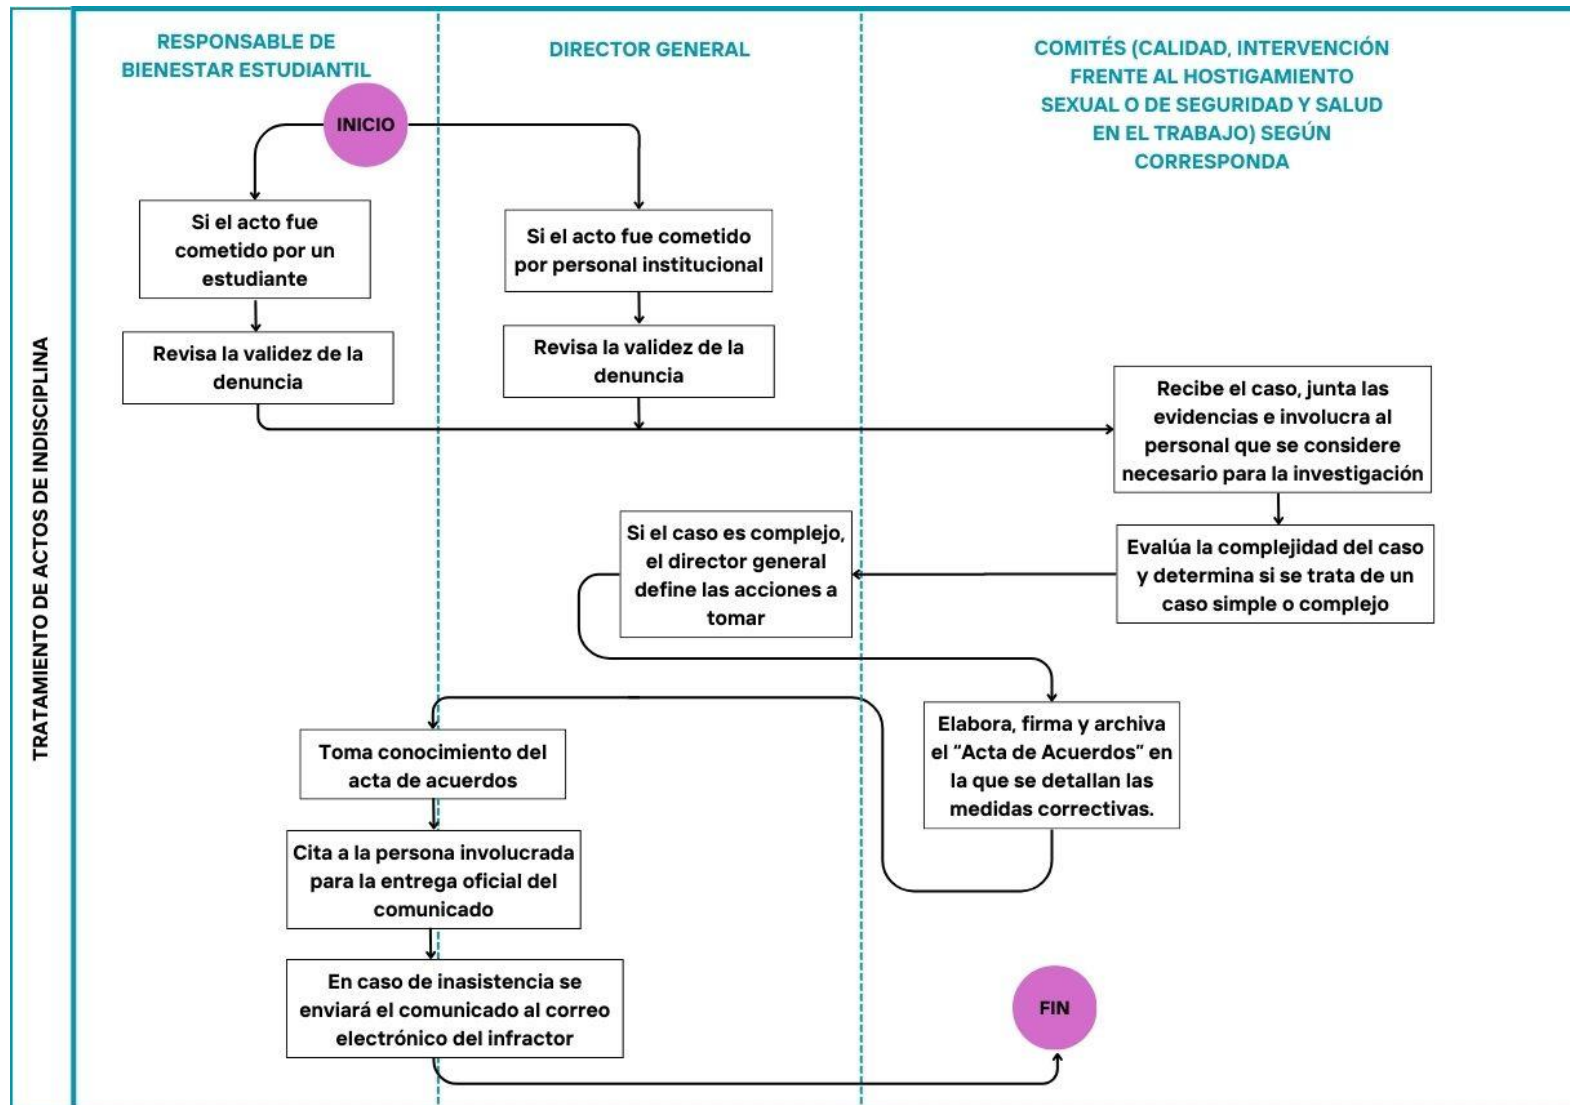 TRATAMIENTO DE ACTOS DE INDISCIPLINA
RESPONSABLE DE
BIENESTAR ESTUDIANTIL
DIRECTOR GENERAL
COMITÉS (CALIDAD, INTERVENCIÓN
FRENTE AL HOSTIGAMIENTO
SEXUAL O DE SEGURIDAD Y SALUD
EN EL TRABAJO) SEGÚN
CORRESPONDA
INICIO
Si el acto fue
cometido por un
estudiante
Si el acto fue cometido
por personal institucional
Revisa la validez de la
denuncia
Revisa la validez de la
denuncia
Recibe el caso, junta las
evidencias e involucra al
personal que se considere
necesario para la investigación
Evalúa la complejidad del caso
y determina si se trata de un
caso simple o complejo
Si el caso es complejo,
el director general
define las acciones a
tomar
Elabora, firma y archiva
el “Acta de Acuerdos” en
la que se detallan las
medidas correctivas.
Toma conocimiento del
acta de acuerdos
Cita a la persona involucrada
para la entrega oficial del
comunicado
En caso de inasistencia se
enviará el comunicado al correo
electrónico del infractor
FIN